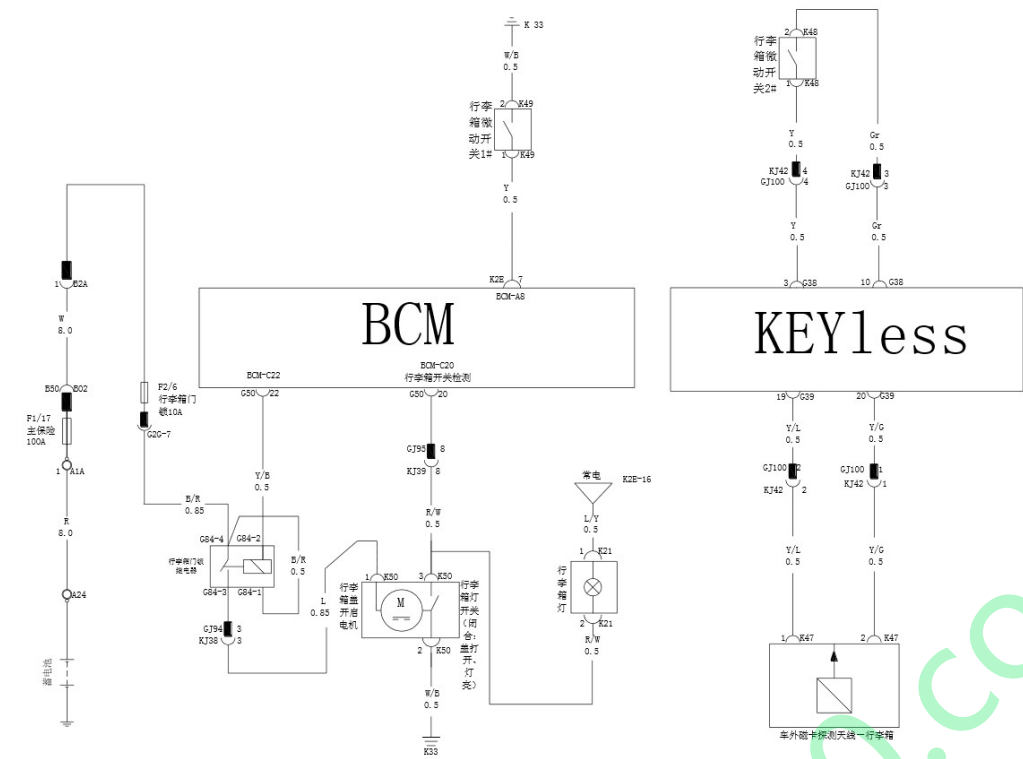 K 33
W/B
0.5
行李
箱微
动开
关1#
2 K49
1 K49
Y
0.5
K2E 7
BCM-A8
BCM
BCM-C22
BCM-C20
行李箱开关检测
G50 22
G50 20
1 B2A
W
8.0
B50 B02
F1/17
主保险
100A
1 A1A
R
8.0
A24
蓄电池
F2/6
行李箱门
锁10A
G2G-7
B/R
0.85
Y/B
0.5
G84-4 G84-2
行李箱门锁
继电器
B/R
0.5
G84-3 G84-1
GJ94 3
KJ38 3
L
0.85
GJ95 8
KJ39 8
R/W
0.5
1 K50
3 K50
行李
箱盖
开启
电机
M
行李
箱灯
开关
（闭
合：
盖打
开、
灯
亮）
2 K50
W/B
0.5
K33
常电
K2E-16
L/Y
0.5
1 K21
行
李
箱
灯
2 K21
R/W
0.5
行李
箱微
动开
关2#
2 K48
1 K48
Y
0.5
Gr
0.5
KJ42 4
GJ100 4
KJ42 3
GJ100 3
Y
0.5
Gr
0.5
3 G38
10 G38
KEYless
19 G39
20 G39
Y/L
0.5
Y/G
0.5
GJ100 2
KJ42 2
GJ100 1
KJ42 1
Y/L
0.5
Y/G
0.5
1 K47
2 K47
车外磁卡探测天线—行李箱